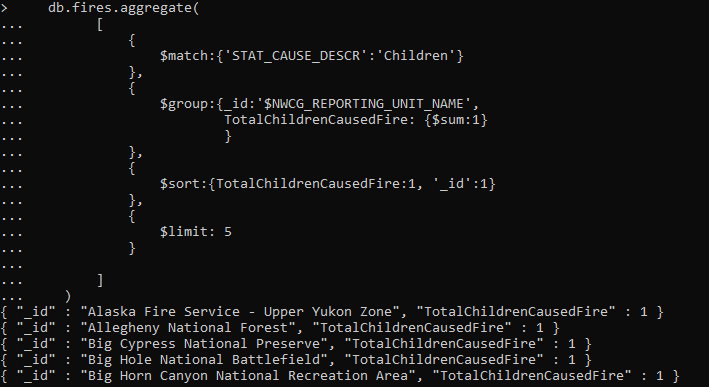 >     db.fires.aggregate(
...         [
...             {
...                 $match:{'STAT_CAUSE_DESCR':'Children'}
...             },
...             {
...                 $group:{_id:'$NWCG_REPORTING_UNIT_NAME',
...                         TotalChildrenCausedFire: {$sum:1}
...                         }
...             },
...             {
...                 $sort:{TotalChildrenCausedFire:1, '_id':1}
...             },
...             {
...                 $limit: 5
...             }
...
...         ]
...     )
{ "_id" : "Alaska Fire Service - Upper Yukon Zone", "TotalChildrenCausedFire" : 1 }
{ "_id" : "Allegheny National Forest", "TotalChildrenCausedFire" : 1 }
{ "_id" : "Big Cypress National Preserve", "TotalChildrenCausedFire" : 1 }
{ "_id" : "Big Hole National Battlefield", "TotalChildrenCausedFire" : 1 }
{ "_id" : "Big Horn Canyon National Recreation Area", "TotalChildrenCausedFire" : 1 }